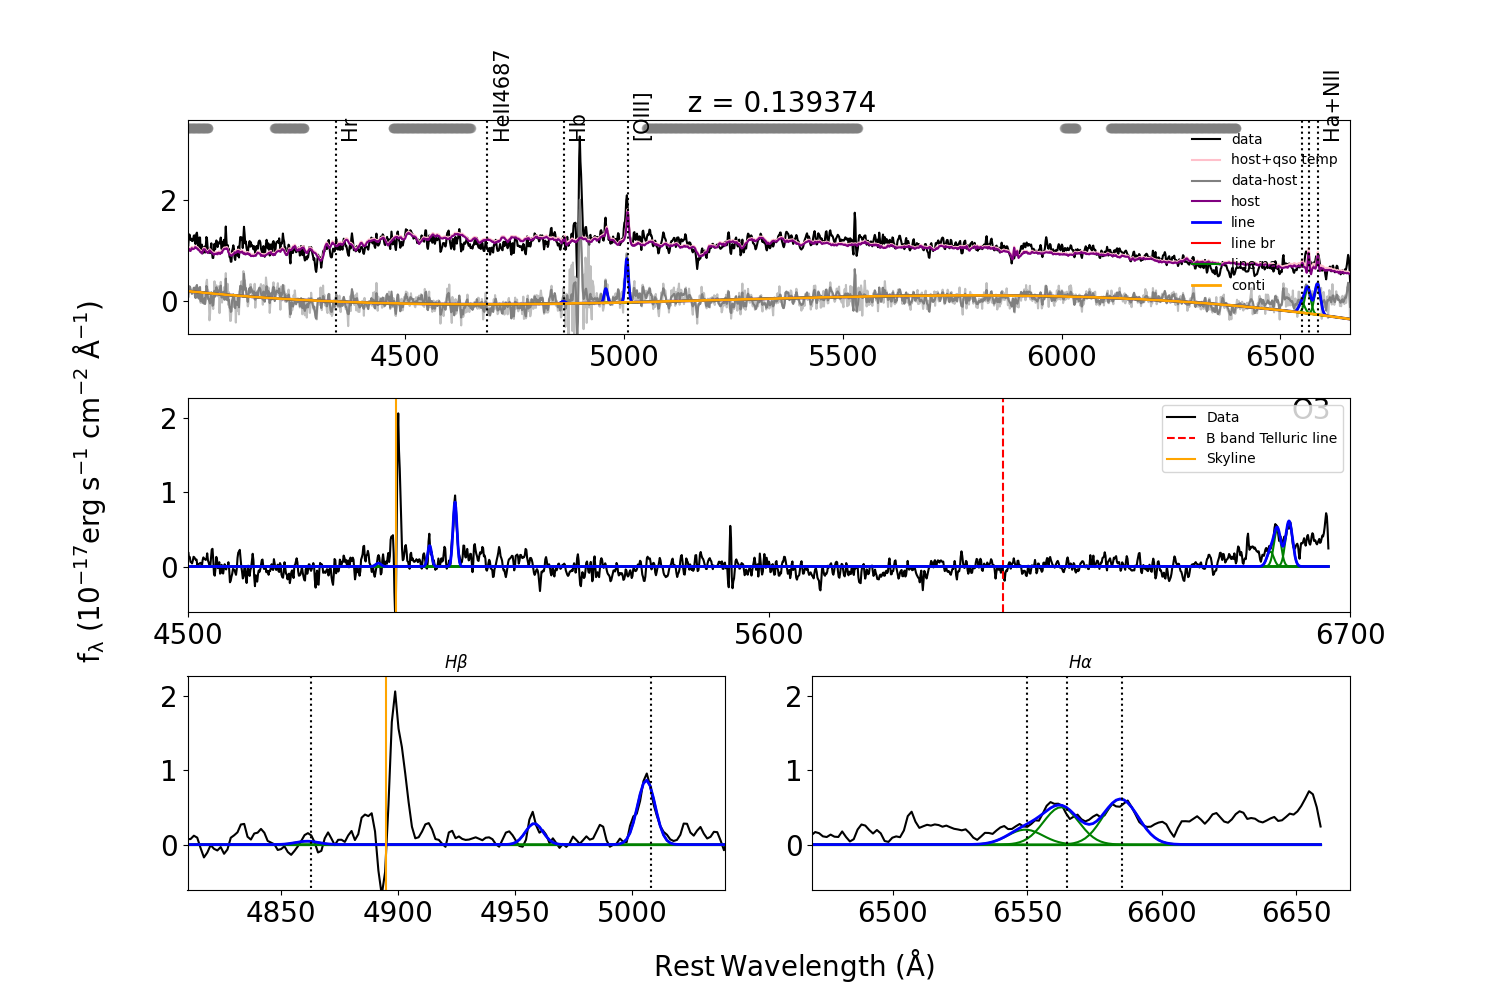 z = 0.139374
Hr
HeII4687
Hb
[OIII]
Ha+NII
data
host+qso temp
data-host
host
line
line br
line na
conti
2
0
4500
5000
5500
6000
6500
O3
Data
B band Telluric line
Skyline
2
1
0
4500
5600
6700
fλ (10⁻¹⁷erg s⁻¹ cm⁻² Å⁻¹)
Hβ
2
1
0
4850
4900
4950
5000
Hα
2
1
0
6500
6550
6600
6650
Rest Wavelength (Å)